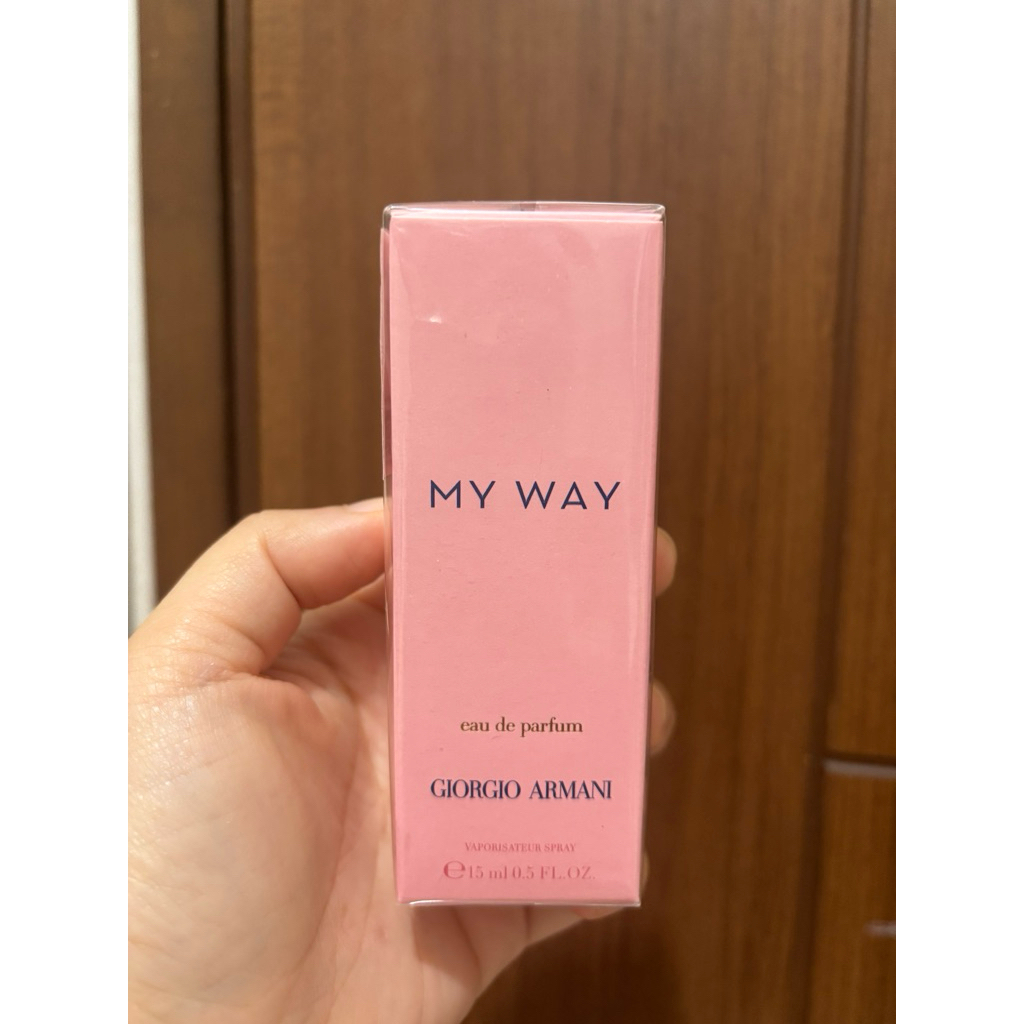 MY WAY
eau de parfum
GIORGIO ARMANI
VAPORISATEUR SPRAY
℮15 ml 0.5 FL.OZ.